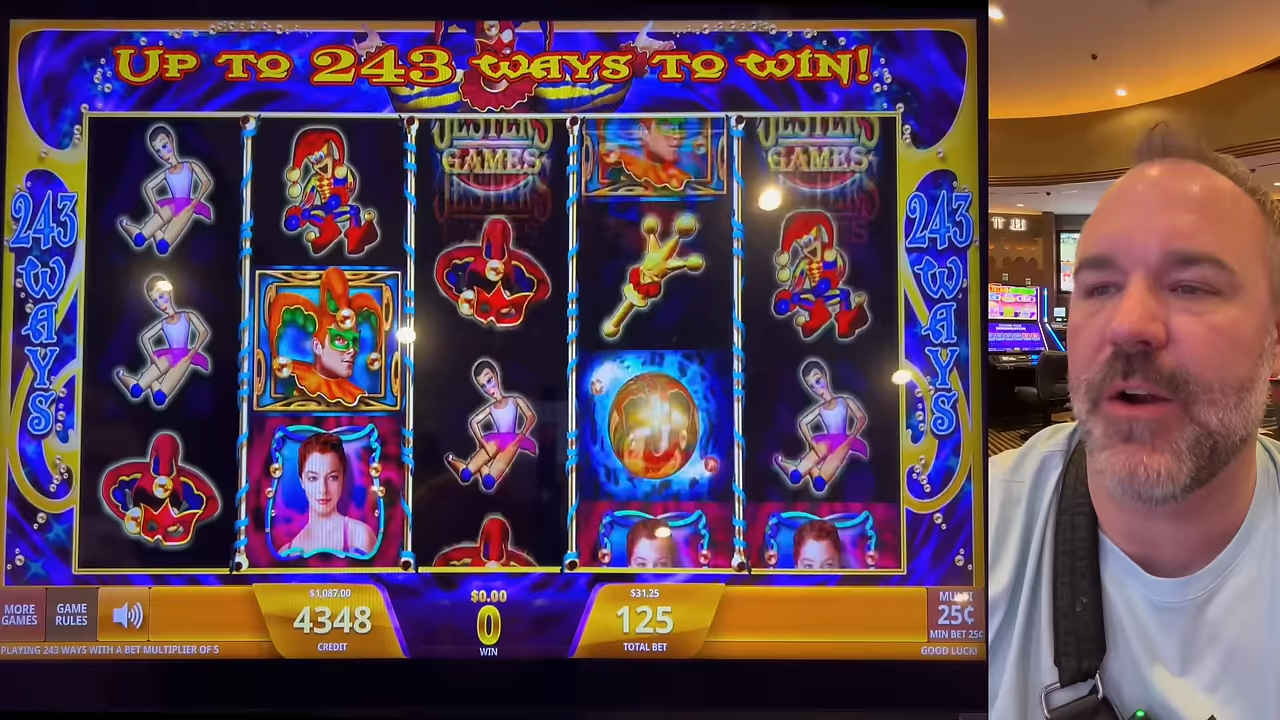 UP TO 243 WAYS TO WIN!
JESTERS
GAMES
JESTERS
GAMES
243
WAYS
243
WAYS
MORE
GAMES
GAME
RULES
$1,087.00
4348
CREDIT
$0.00
0
WIN
$31.25
125
TOTAL BET
MULTI
25¢
MIN BET 25¢
PLAYING 243 WAYS WITH A BET MULTIPLIER OF 5
GOOD LUCK!